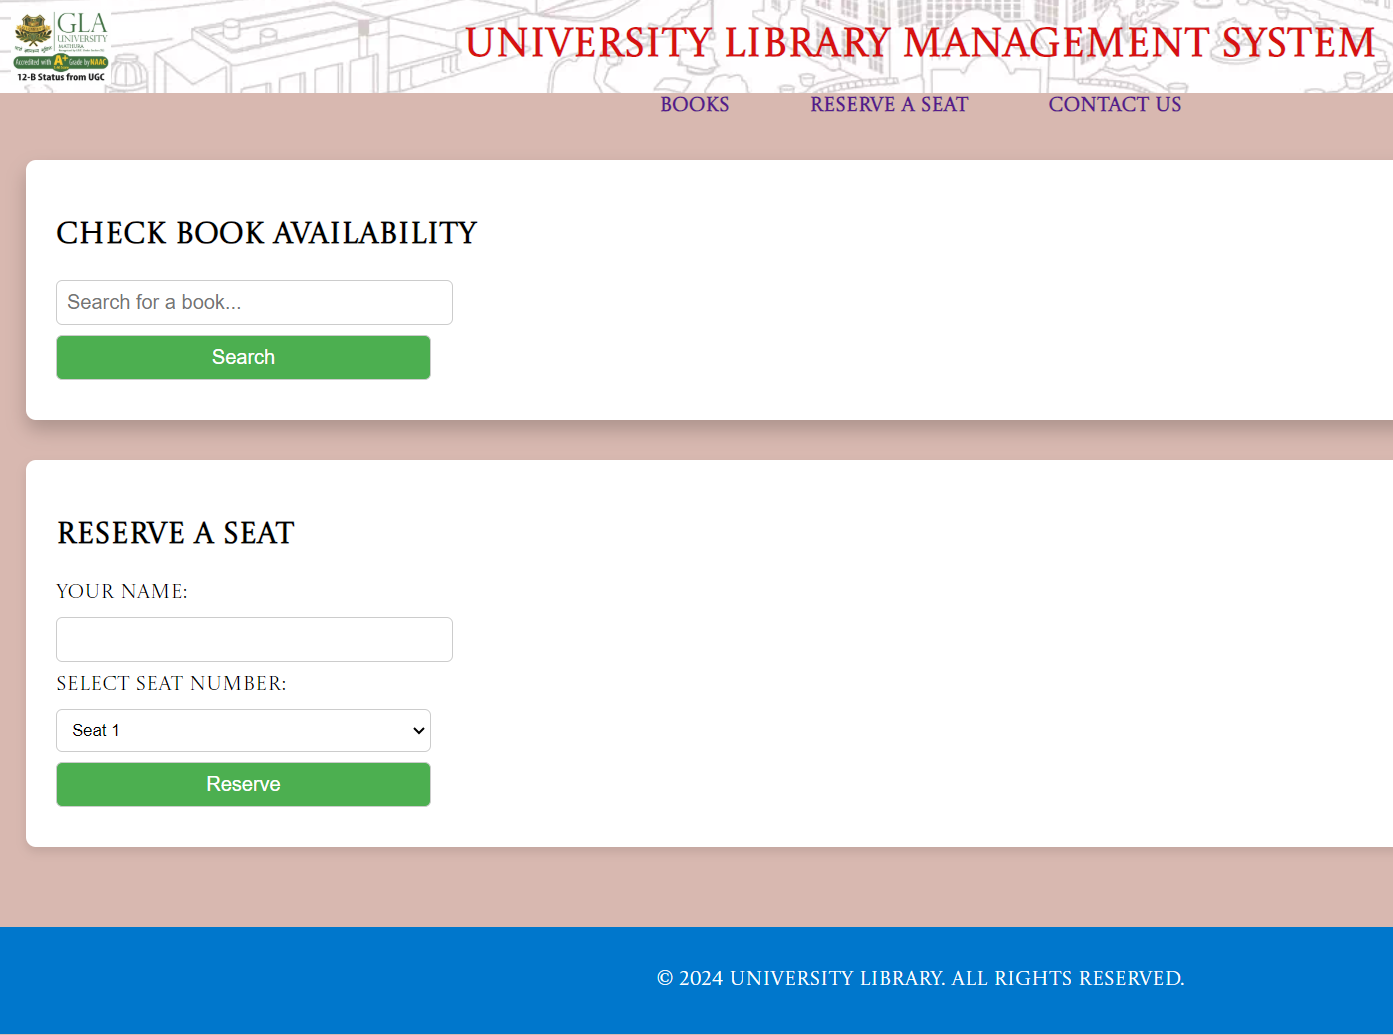 GLA
UNIVERSITY
MATHURA
Accredited with A+ Grade by NAAC
12-B Status from UGC
UNIVERSITY LIBRARY MANAGEMENT SYSTEM
BOOKS RESERVE A SEAT CONTACT US
CHECK BOOK AVAILABILITY
Search for a book...
Search
RESERVE A SEAT
YOUR NAME:
SELECT SEAT NUMBER:
Seat 1
Reserve
© 2024 UNIVERSITY LIBRARY. ALL RIGHTS RESERVED.